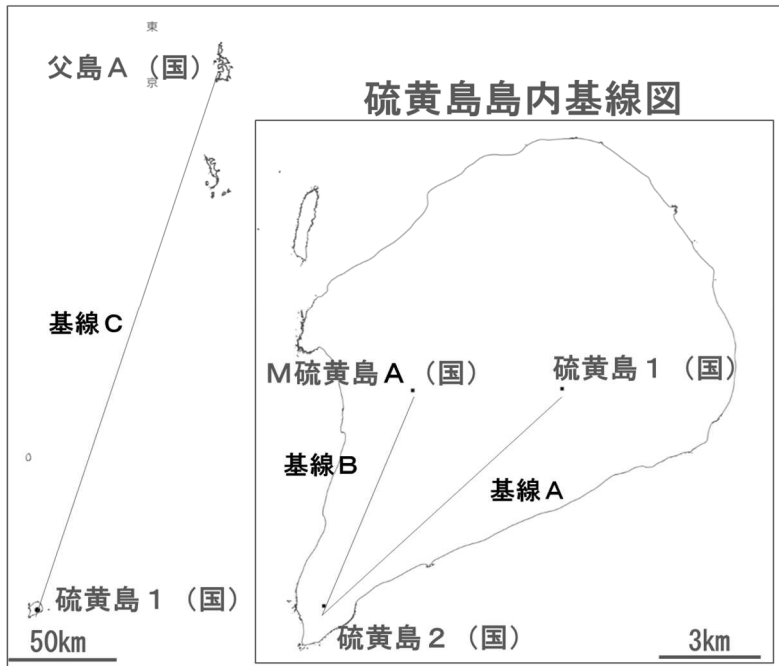 東
京
父島A（国）
基線C
硫黄島1（国）
50km
硫黄島島内基線図
M硫黄島A（国）
硫黄島1（国）
基線B
基線A
硫黄島2（国）
3km